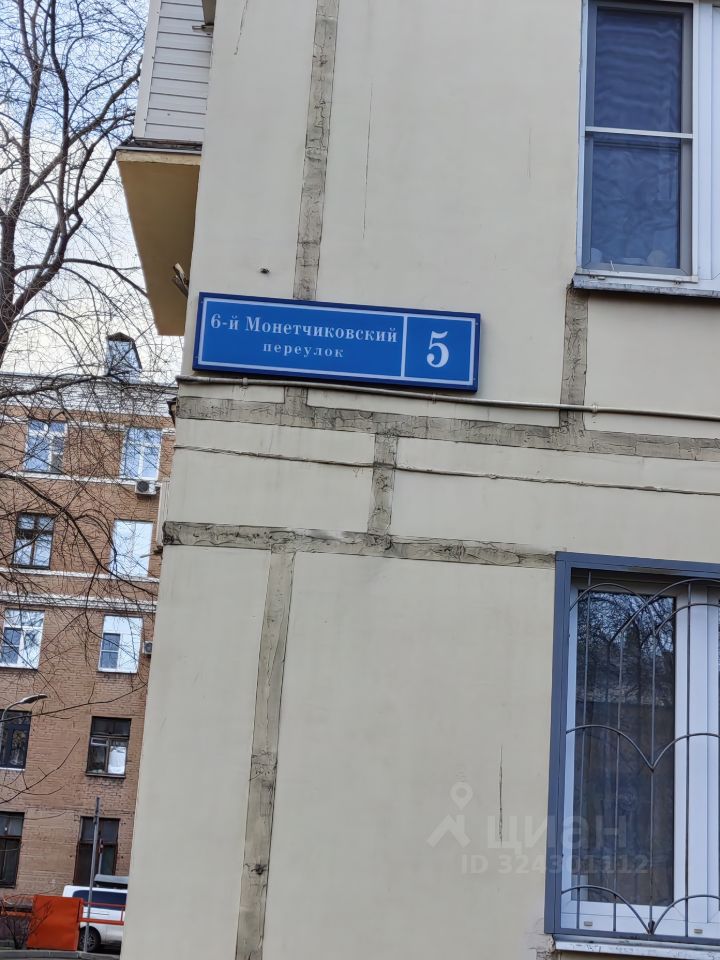 6-й Монетчиковский
переулок
5
циан
ID 324301112